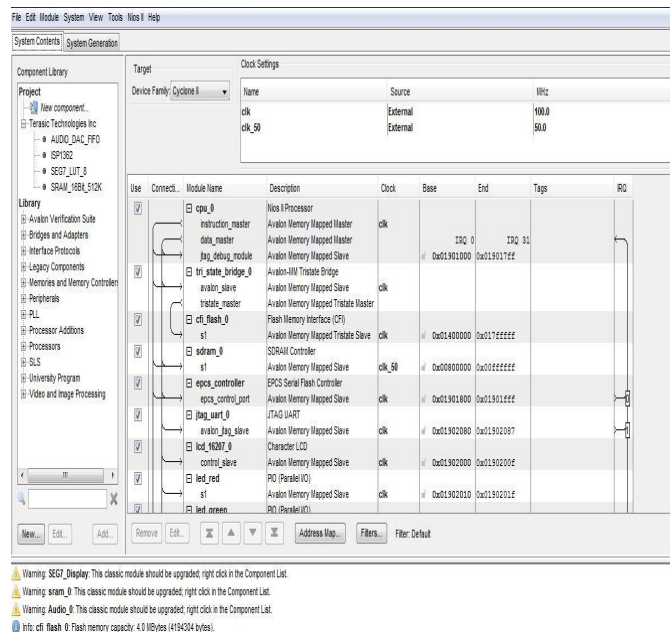 File Edit Module System View Tools Nios II Help
System Contents System Generation
Component Library
Project
New component...
Terasic Technologies Inc
AUDIO_DAC_FIFO
ISP1362
SEG7_LUT_8
SRAM_16Bit_512K
Library
Avalon Verification Suite
Bridges and Adapters
Interface Protocols
Legacy Components
Memories and Memory Controllers
Peripherals
PLL
Processor Additions
Processors
SLS
University Program
Video and Image Processing
New... Edit... Add...
Target
Device Family: Cyclone II
Clock Settings
Name Source MHz
clk External 100.0
clk_50 External 50.0
Use Connecti... Module Name Description Clock Base End Tags IRQ
cpu_0 Nios II Processor
instruction_master Avalon Memory Mapped Master clk
data_master Avalon Memory Mapped Master IRQ 0 IRQ 31
jtag_debug_module Avalon Memory Mapped Slave 0x01901000 0x019017ff
tri_state_bridge_0 Avalon-MM Tristate Bridge
avalon_slave Avalon Memory Mapped Slave clk
tristate_master Avalon Memory Mapped Tristate Master
cfi_flash_0 Flash Memory Interface (CFI)
s1 Avalon Memory Mapped Tristate Slave clk 0x01400000 0x017fffff
sdram_0 SDRAM Controller
s1 Avalon Memory Mapped Slave clk_50 0x00800000 0x00ffffff
epcs_controller EPCS Serial Flash Controller
epcs_control_port Avalon Memory Mapped Slave clk 0x01901800 0x01901fff
jtag_uart_0 JTAG UART
avalon_jtag_slave Avalon Memory Mapped Slave clk 0x01902080 0x01902087
lcd_16207_0 Character LCD
control_slave Avalon Memory Mapped Slave clk 0x01902000 0x0190200f
led_red PIO (Parallel I/O)
s1 Avalon Memory Mapped Slave clk 0x01902010 0x0190201f
led_green PIO (Parallel I/O)
Remove Edit... Address Map... Filters... Filter: Default
Warning: SEG7_Display: This classic module should be upgraded; right click in the Component List.
Warning: sram_0: This classic module should be upgraded; right click in the Component List.
Warning: Audio_0: This classic module should be upgraded; right click in the Component List.
Info: cfi_flash_0: Flash memory capacity: 4.0 MBytes (4194304 bytes).